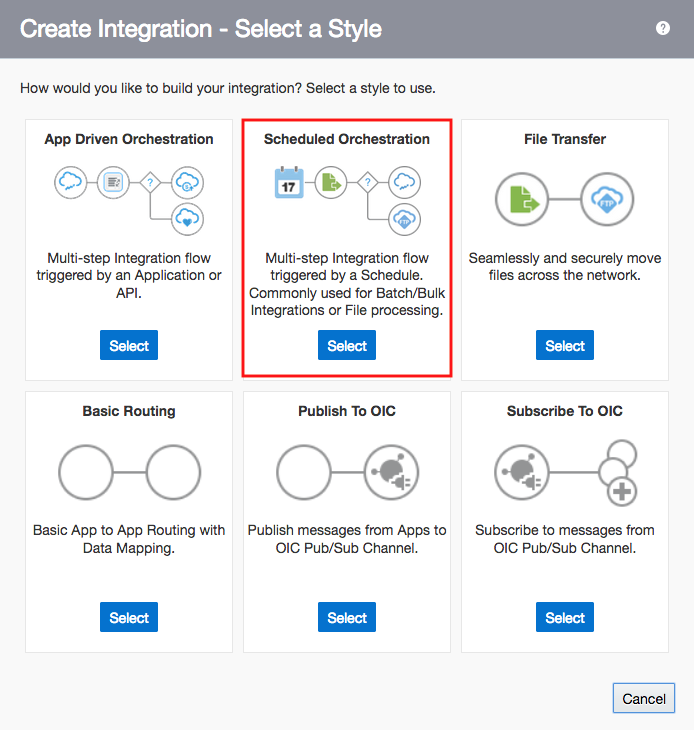 Create Integration - Select a Style
?
How would you like to build your integration? Select a style to use.
App Driven Orchestration
?
$
Multi-step Integration flow
triggered by an Application or
API.
Select
Scheduled Orchestration
17
?
FTP
Multi-step Integration flow
triggered by a Schedule.
Commonly used for Batch/Bulk
Integrations or File processing.
Select
File Transfer
FTP
Seamlessly and securely move
files across the network.
Select
Basic Routing
Basic App to App Routing with
Data Mapping.
Select
Publish To OIC
Publish messages from Apps to
OIC Pub/Sub Channel.
Select
Subscribe To OIC
Subscribe to messages from
OIC Pub/Sub Channel.
Select
Cancel